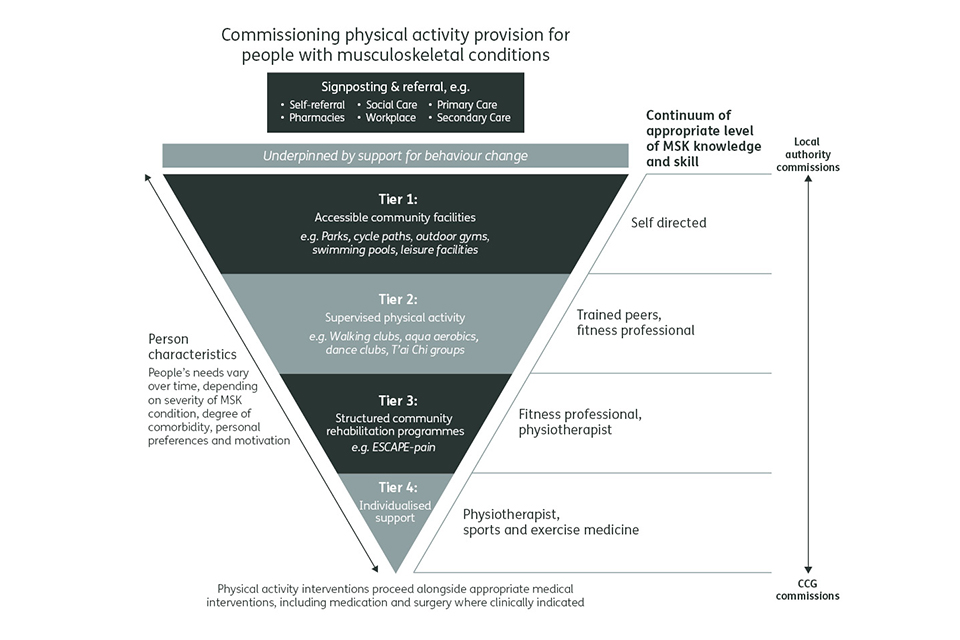 Commissioning physical activity provision for
people with musculoskeletal conditions
Signposting & referral, e.g.
• Self-referral • Social Care • Primary Care
• Pharmacies • Workplace • Secondary Care
Underpinned by support for behaviour change
Continuum of
appropriate level
of MSK knowledge
and skill
Local
authority
commissions
Tier 1:
Accessible community facilities
e.g. Parks, cycle paths, outdoor gyms,
swimming pools, leisure facilities
Self directed
Tier 2:
Supervised physical activity
e.g. Walking clubs, aqua aerobics,
dance clubs, T'ai Chi groups
Trained peers,
fitness professional
Person
characteristics
People's needs vary
over time, depending
on severity of MSK
condition, degree of
comorbidity, personal
preferences and motivation
Tier 3:
Structured community
rehabilitation programmes
e.g. ESCAPE-pain
Fitness professional,
physiotherapist
Tier 4:
Individualised
support
Physiotherapist,
sports and exercise medicine
CCG
commissions
Physical activity interventions proceed alongside appropriate medical
interventions, including medication and surgery where clinically indicated